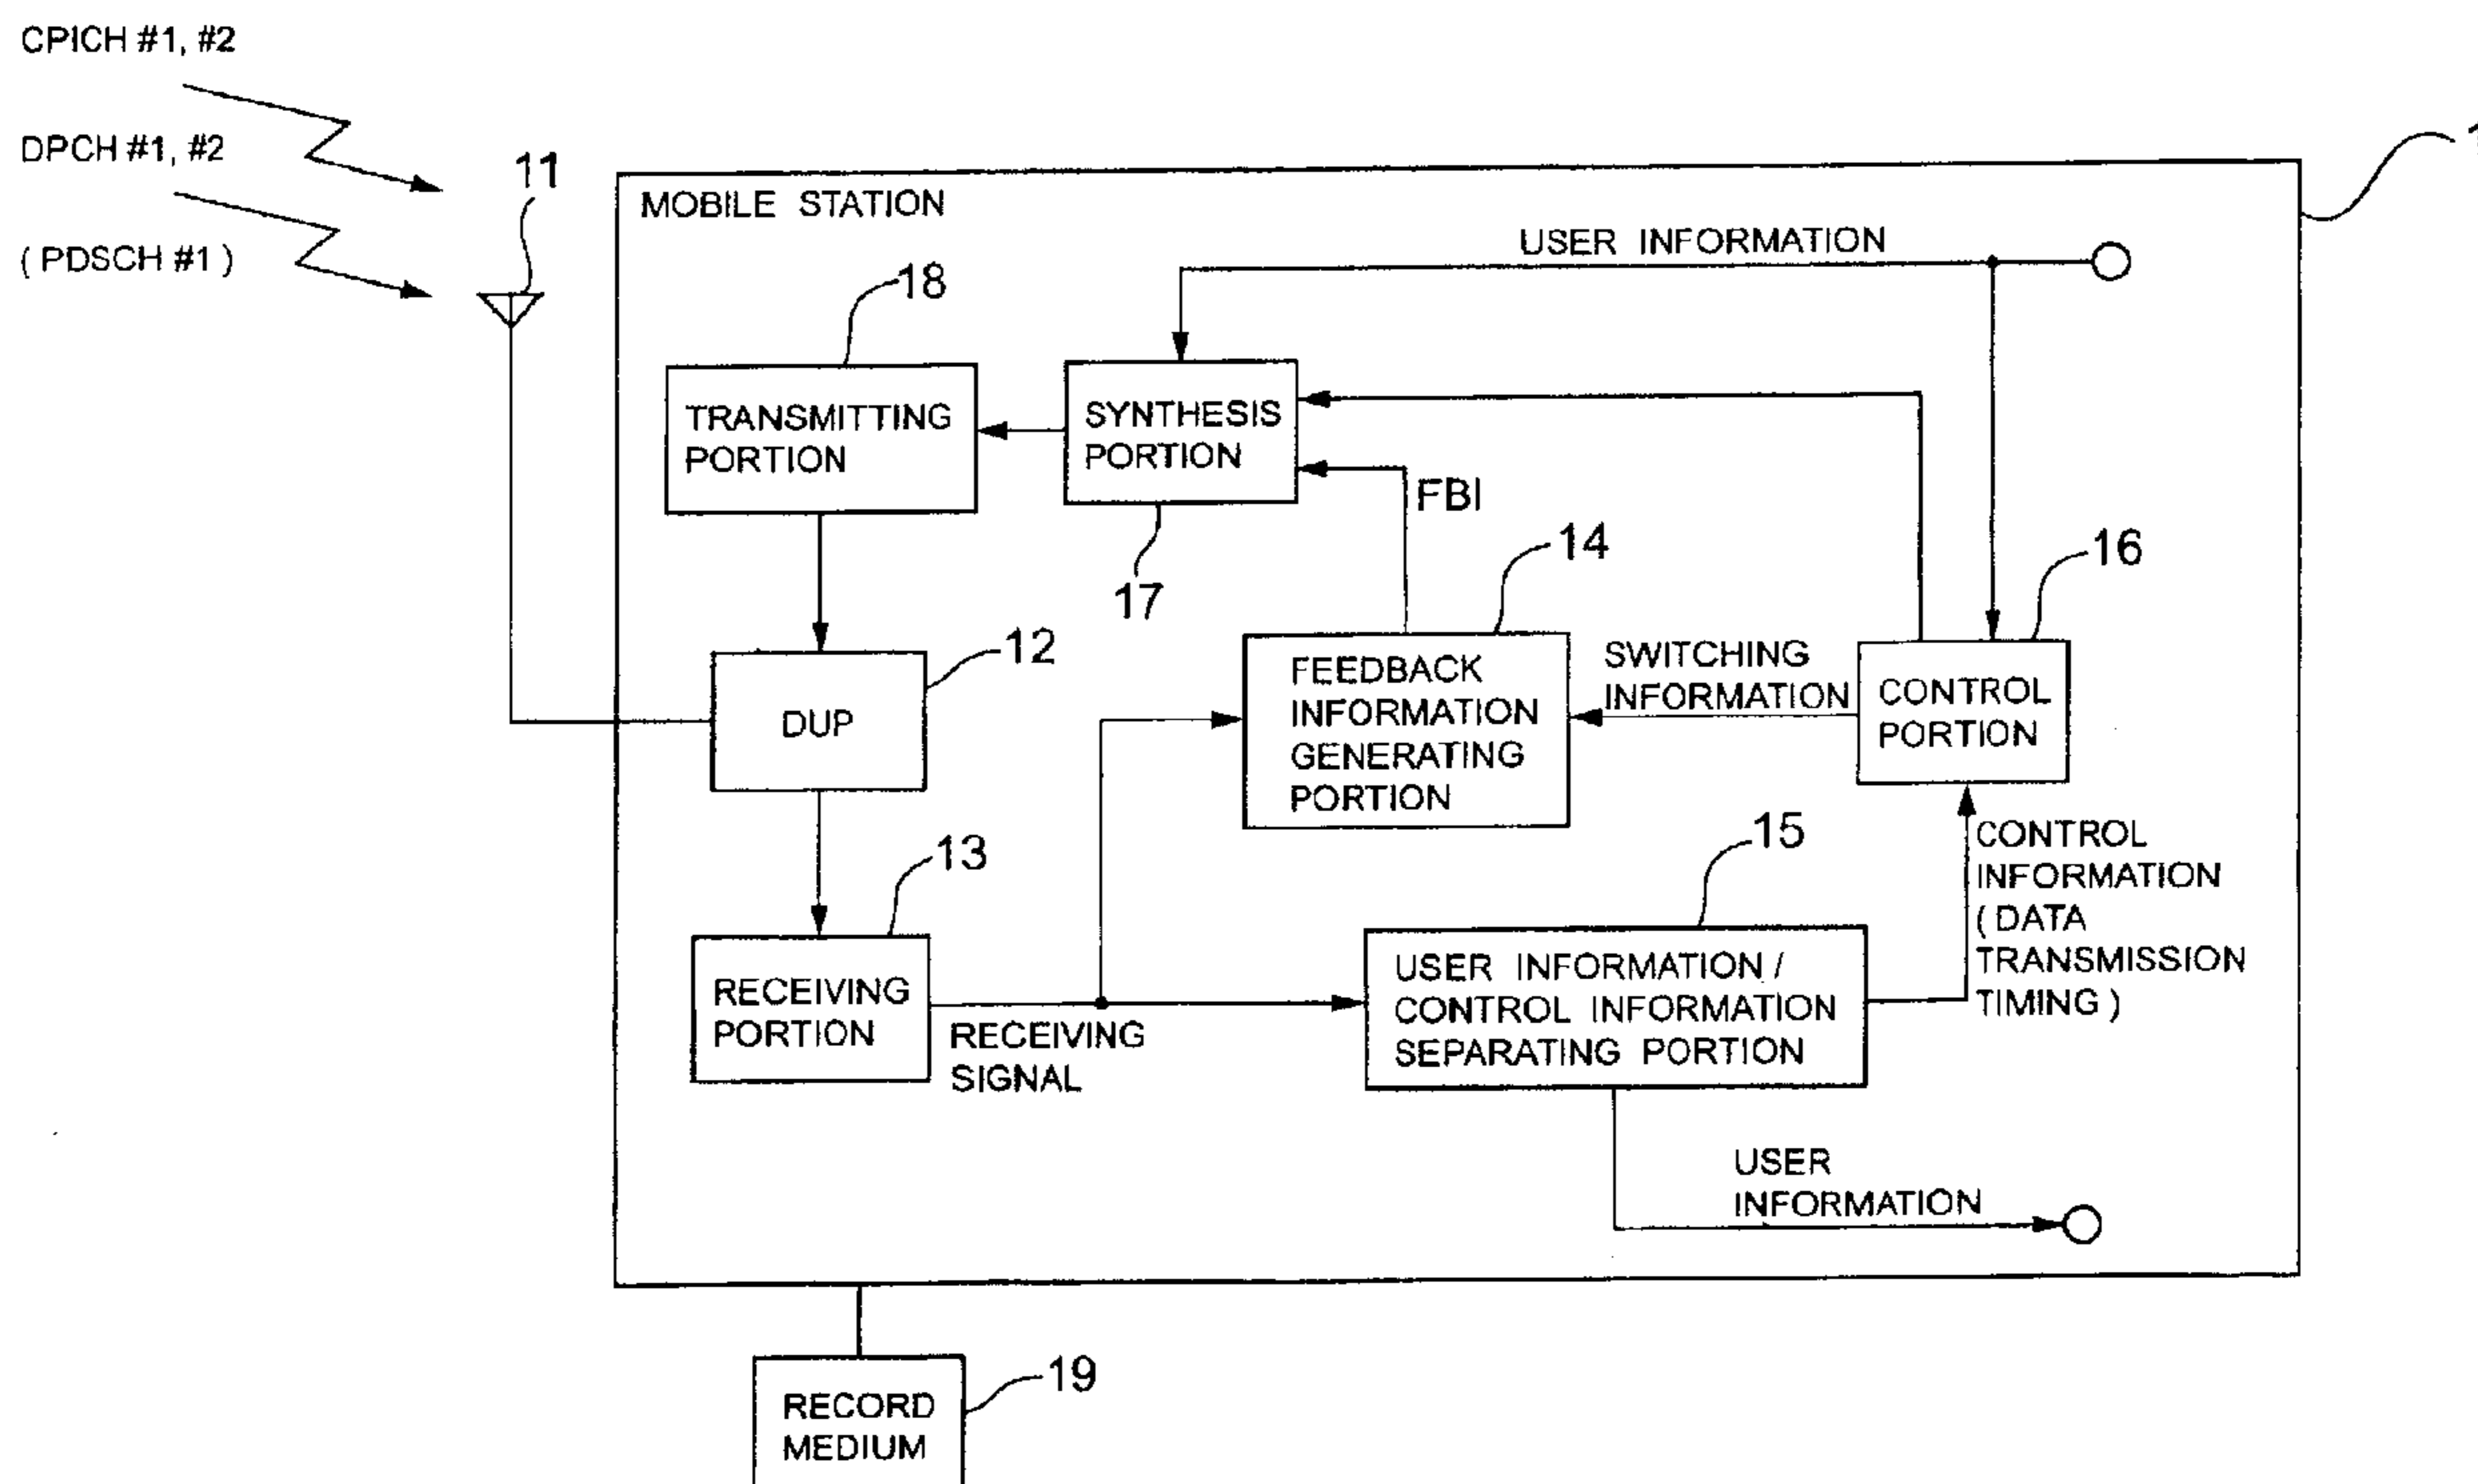 CPICH #1, #2
DPCH #1, #2
( PDSCH #1 )
11
1
MOBILE STATION
USER INFORMATION
18
TRANSMITTING
PORTION
SYNTHESIS
PORTION
17
FBI
14
16
12
DUP
FEEDBACK
INFORMATION
GENERATING
PORTION
SWITCHING
INFORMATION
CONTROL
PORTION
13
RECEIVING
PORTION
RECEIVING
SIGNAL
15
USER INFORMATION /
CONTROL INFORMATION
SEPARATING PORTION
CONTROL
INFORMATION
( DATA
TRANSMISSION
TIMING )
USER
INFORMATION
19
RECORD
MEDIUM